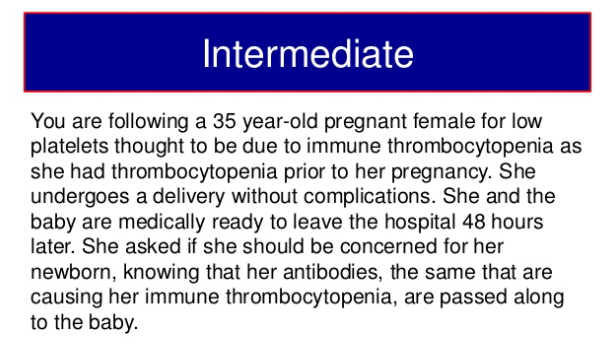 Intermediate
You are following a 35 year-old pregnant female for low
platelets thought to be due to immune thrombocytopenia as
she had thrombocytopenia prior to her pregnancy. She
undergoes a delivery without complications. She and the
baby are medically ready to leave the hospital 48 hours
later. She asked if she should be concerned for her
newborn, knowing that her antibodies, the same that are
causing her immune thrombocytopenia, are passed along
to the baby.